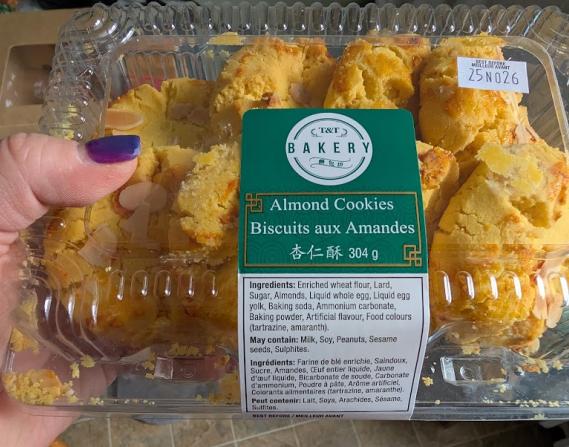 BEST BEFORE
MEILLEUR AVANT
25N026
T&T
BAKERY
Almond Cookies
Biscuits aux Amandes
杏仁酥 304 g
Ingredients: Enriched wheat flour, Lard,
Sugar, Almonds, Liquid whole egg, Liquid egg
yolk, Baking soda, Ammonium carbonate,
Baking powder, Artificial flavour, Food colours
(tartrazine, amaranth).
May contain: Milk, Soy, Peanuts, Sesame
seeds, Sulphites.
Ingrédients: Farine de blé enrichie, Saindoux,
Sucre, Amandes, Œuf entier liquide, Jaune
d'œuf liquide, Bicarbonate de soude, Carbonate
d'ammonium, Poudre à pâte, Arôme artificiel,
Colorants alimentaires (tartrazine, amaranthe).
Peut contenir: Lait, Soya, Arachides, Sésame,
Sulfites.
BEST BEFORE / MEILLEUR AVANT